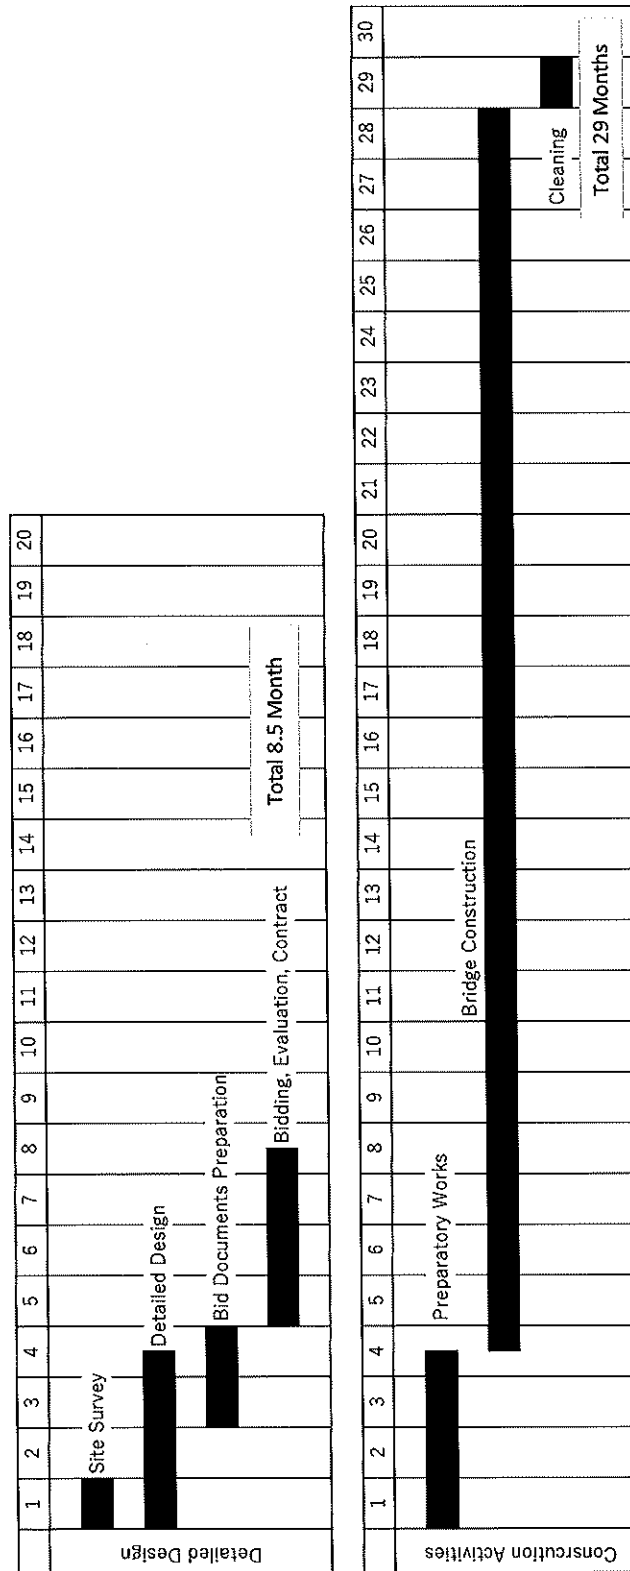 1 2 3 4 5 6 7 8 9 10 11 12 13 14 15 16 17 18 19 20
Detailed Design
Site Survey
Detailed Design
Bid Documents Preparation
Bidding, Evaluation, Contract
Total 8.5 Month
1 2 3 4 5 6 7 8 9 10 11 12 13 14 15 16 17 18 19 20 21 22 23 24 25 26 27 28 29 30
Consrcution Activities
Preparatory Works
Bridge Construction
Cleaning
Total 29 Months